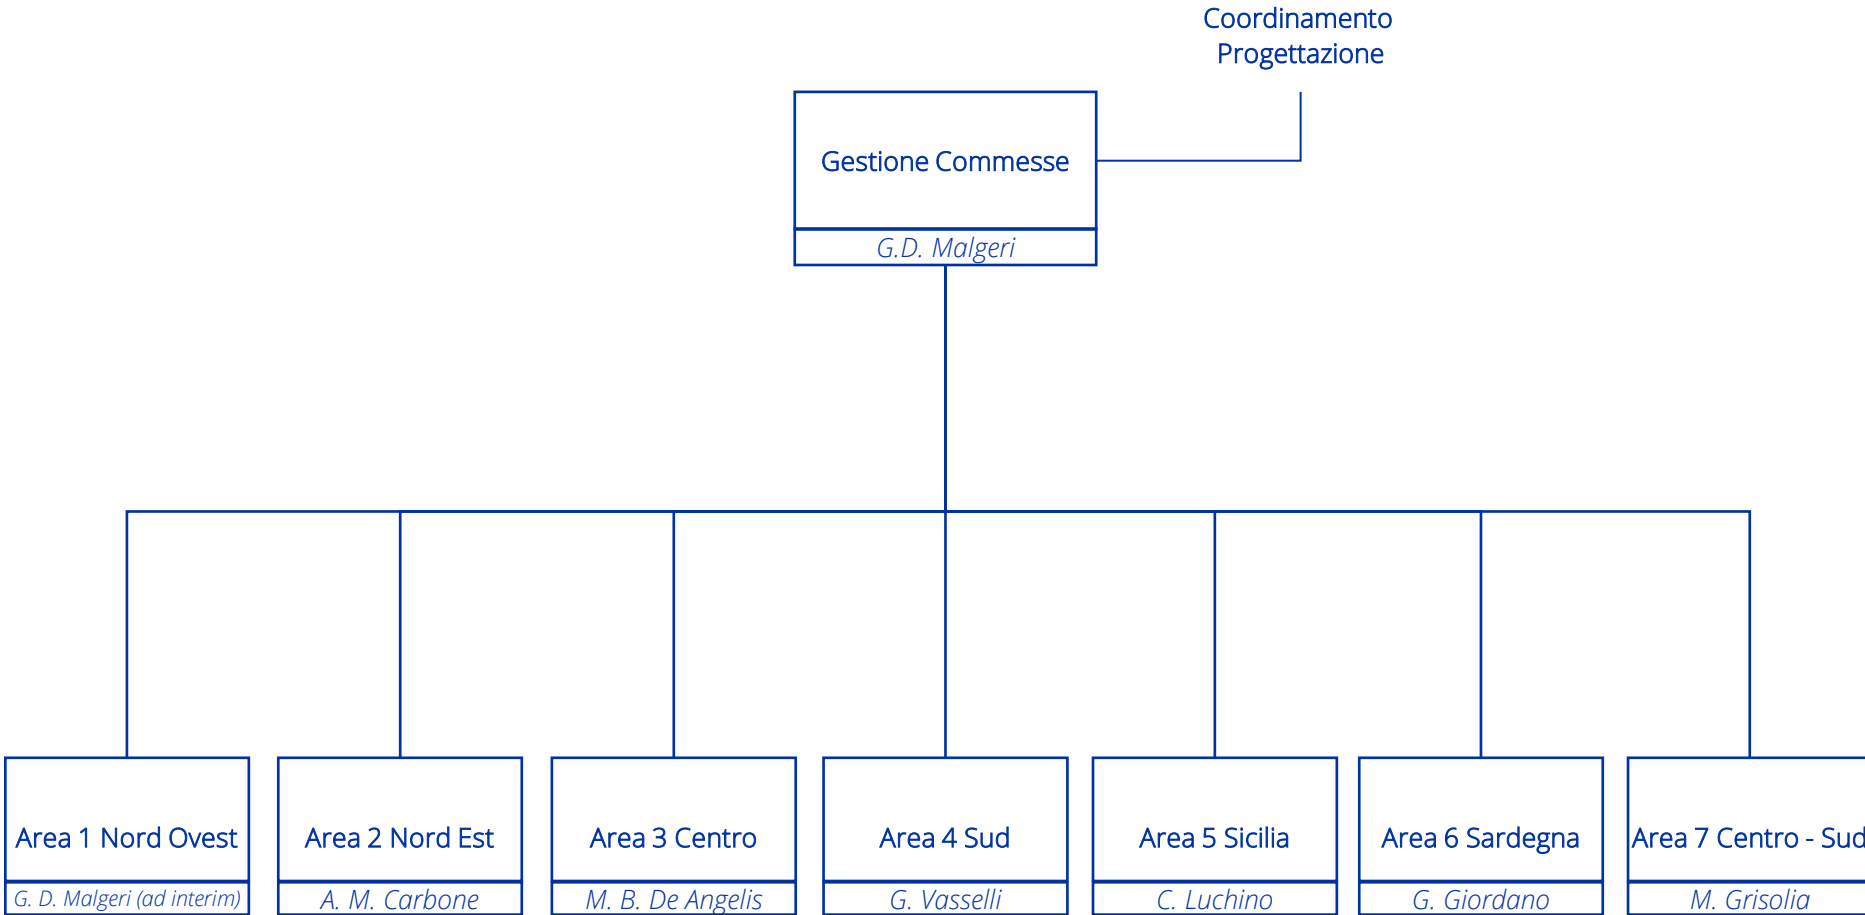 Coordinamento
Progettazione
Gestione Commesse
G.D. Malgeri
Area 1 Nord Ovest
G. D. Malgeri (ad interim)
Area 2 Nord Est
A. M. Carbone
Area 3 Centro
M. B. De Angelis
Area 4 Sud
G. Vasselli
Area 5 Sicilia
C. Luchino
Area 6 Sardegna
G. Giordano
Area 7 Centro - Sud
M. Grisolia